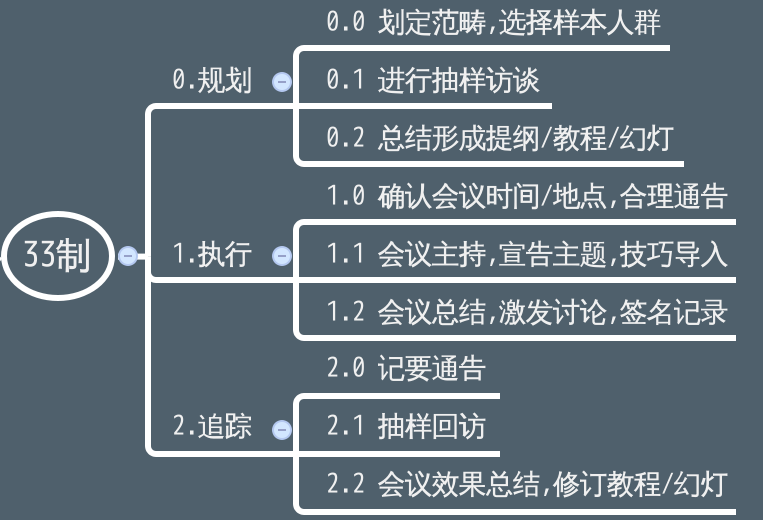 33制
0.规划
0.0 划定范畴,选择样本人群
0.1 进行抽样访谈
0.2 总结形成提纲/教程/幻灯
1.执行
1.0 确认会议时间/地点,合理通告
1.1 会议主持,宣告主题,技巧导入
1.2 会议总结,激发讨论,签名记录
2.追踪
2.0 记要通告
2.1 抽样回访
2.2 会议效果总结,修订教程/幻灯